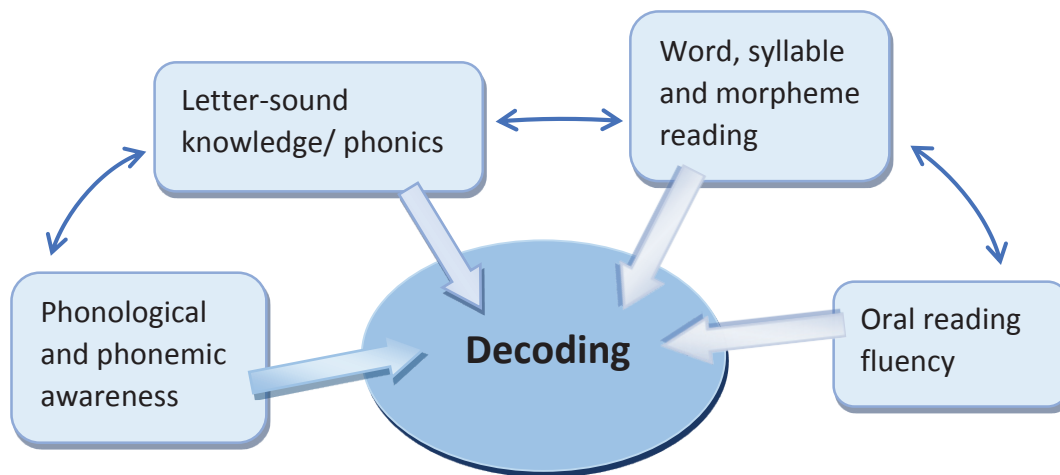 Word, syllable
and morpheme
reading
Letter-sound
knowledge/ phonics
Phonological
and phonemic
awareness
Decoding
Oral reading
fluency